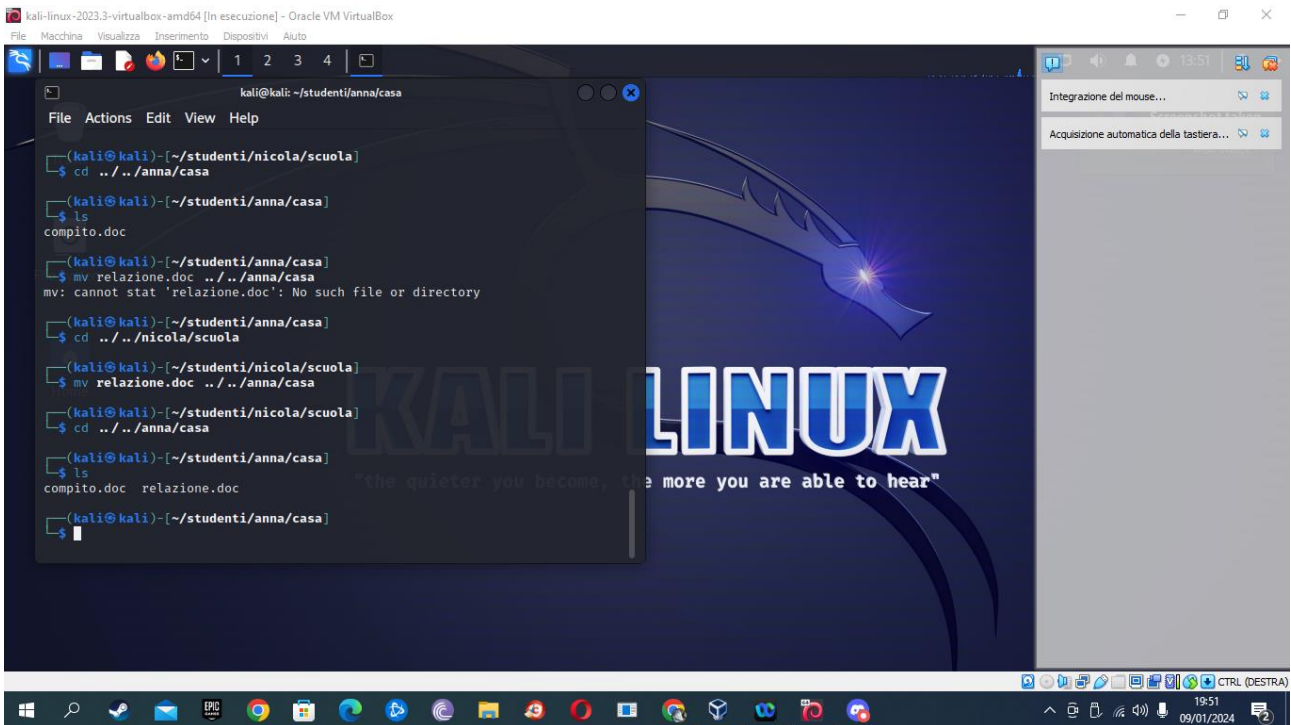 kali-linux-2023.3-virtualbox-amd64 [In esecuzione] - Oracle VM VirtualBox
File Macchina Visualizza Inserimento Dispositivi Aiuto
1 2 3 4
13:51
kali@kali: ~/studenti/anna/casa
File Actions Edit View Help
Integrazione del mouse...
Acquisizione automatica della tastiera...
┌──(kali㉿kali)-[~/studenti/nicola/scuola]
└─$ cd ../../anna/casa
┌──(kali㉿kali)-[~/studenti/anna/casa]
└─$ ls
compito.doc
┌──(kali㉿kali)-[~/studenti/anna/casa]
└─$ mv relazione.doc ../../anna/casa
mv: cannot stat 'relazione.doc': No such file or directory
┌──(kali㉿kali)-[~/studenti/anna/casa]
└─$ cd ../../nicola/scuola
┌──(kali㉿kali)-[~/studenti/nicola/scuola]
└─$ mv relazione.doc ../../anna/casa
┌──(kali㉿kali)-[~/studenti/nicola/scuola]
└─$ cd ../../anna/casa
┌──(kali㉿kali)-[~/studenti/anna/casa]
└─$ ls
compito.doc relazione.doc
┌──(kali㉿kali)-[~/studenti/anna/casa]
└─$
KALI LINUX
"the quieter you become, the more you are able to hear"
CTRL (DESTRA)
EPIC GAMES
19:51
09/01/2024
2